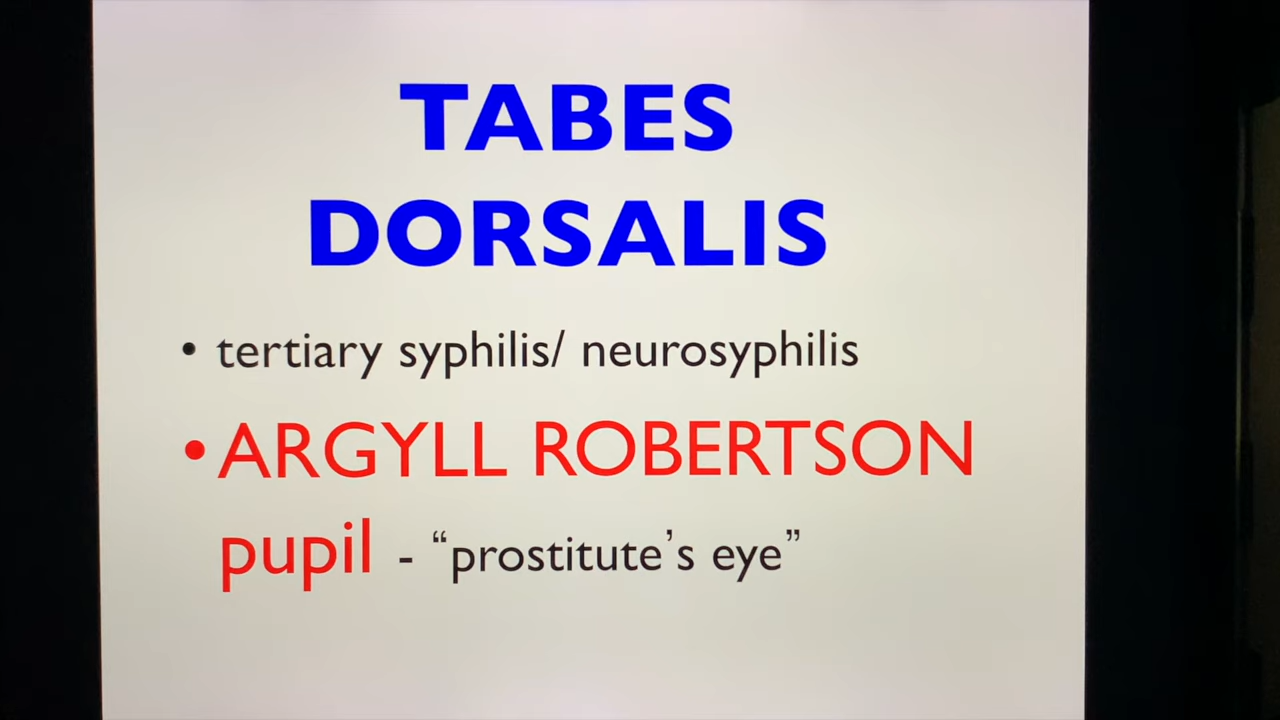 TABES
DORSALIS
• tertiary syphilis/ neurosyphilis
• ARGYLL ROBERTSON
pupil - “prostitute’s eye”